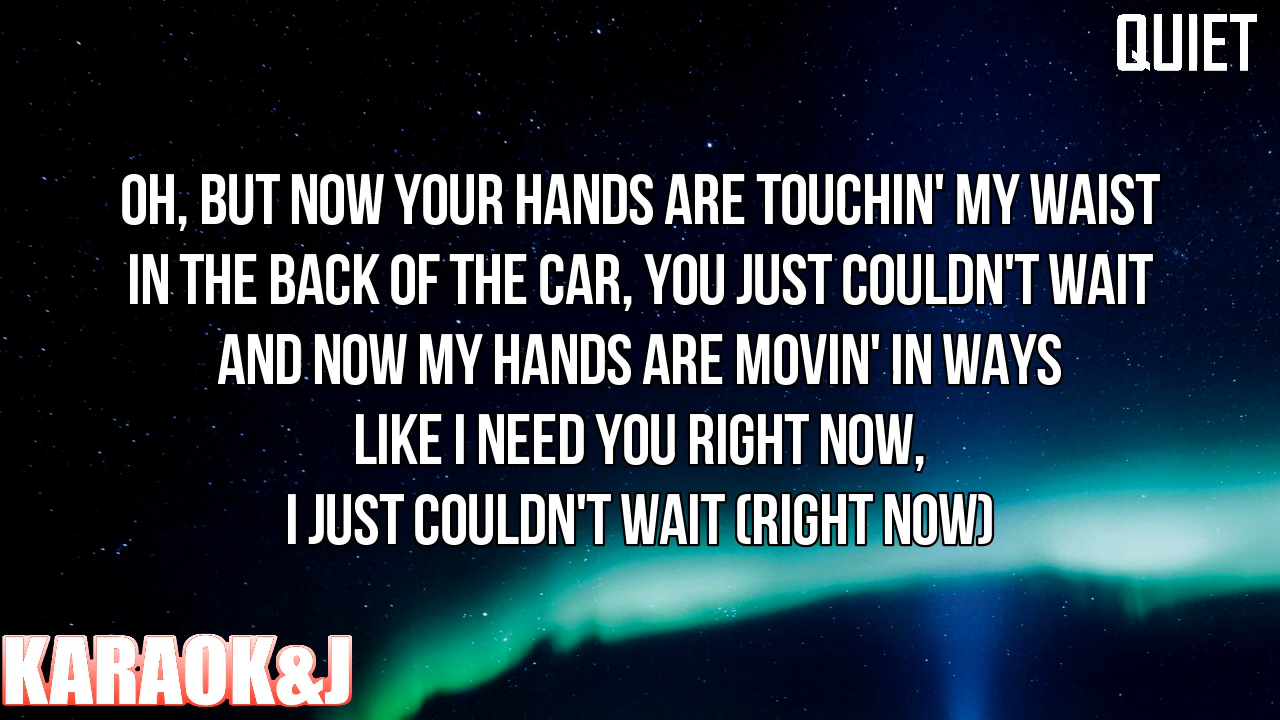 QUIET
OH, BUT NOW YOUR HANDS ARE TOUCHIN' MY WAIST
IN THE BACK OF THE CAR, YOU JUST COULDN'T WAIT
AND NOW MY HANDS ARE MOVIN' IN WAYS
LIKE I NEED YOU RIGHT NOW,
I JUST COULDN'T WAIT (RIGHT NOW)
KARAOK&J